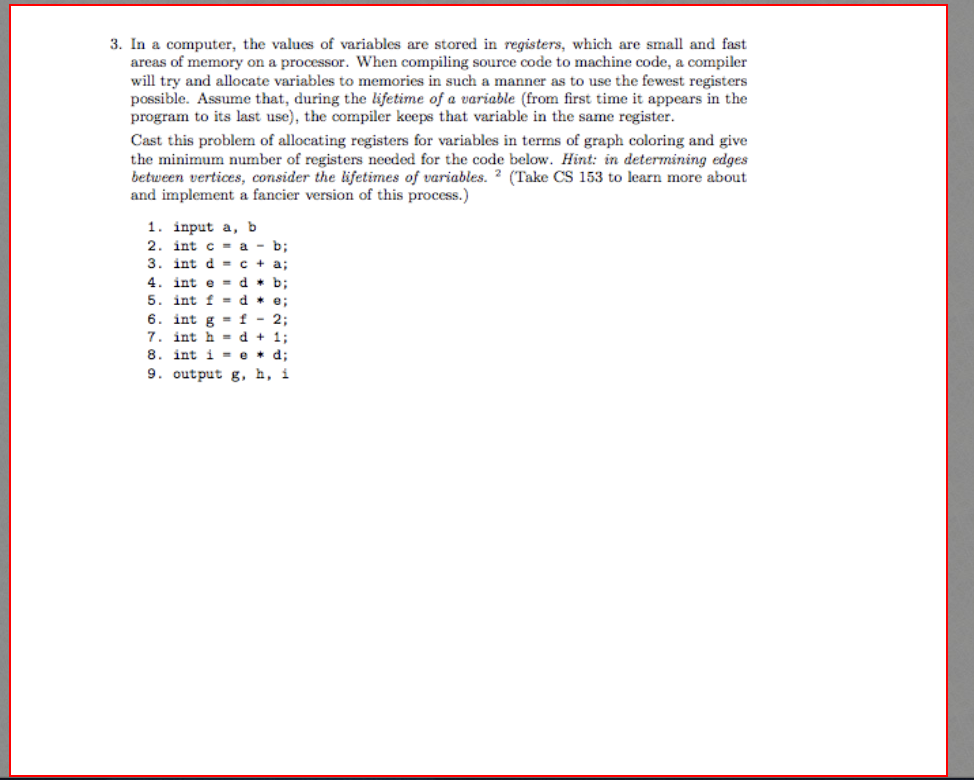 3. In a computer, the values of variables are stored in registers, which are small and fast
areas of memory on a processor. When compiling source code to machine code, a compiler
will try and allocate variables to memories in such a manner as to use the fewest registers
possible. Assume that, during the lifetime of a variable (from first time it appears in the
program to its last use), the compiler keeps that variable in the same register.
Cast this problem of allocating registers for variables in terms of graph coloring and give
the minimum number of registers needed for the code below. Hint: in determining edges
between vertices, consider the lifetimes of variables. 2 (Take CS 153 to learn more about
and implement a fancier version of this process.)
1. input a, b
2. int c = a - b;
3. int d = c + a;
4. int e = d * b;
5. int f = d * e;
6. int g = f - 2;
7. int h = d + 1;
8. int i = e * d;
9. output g, h, i